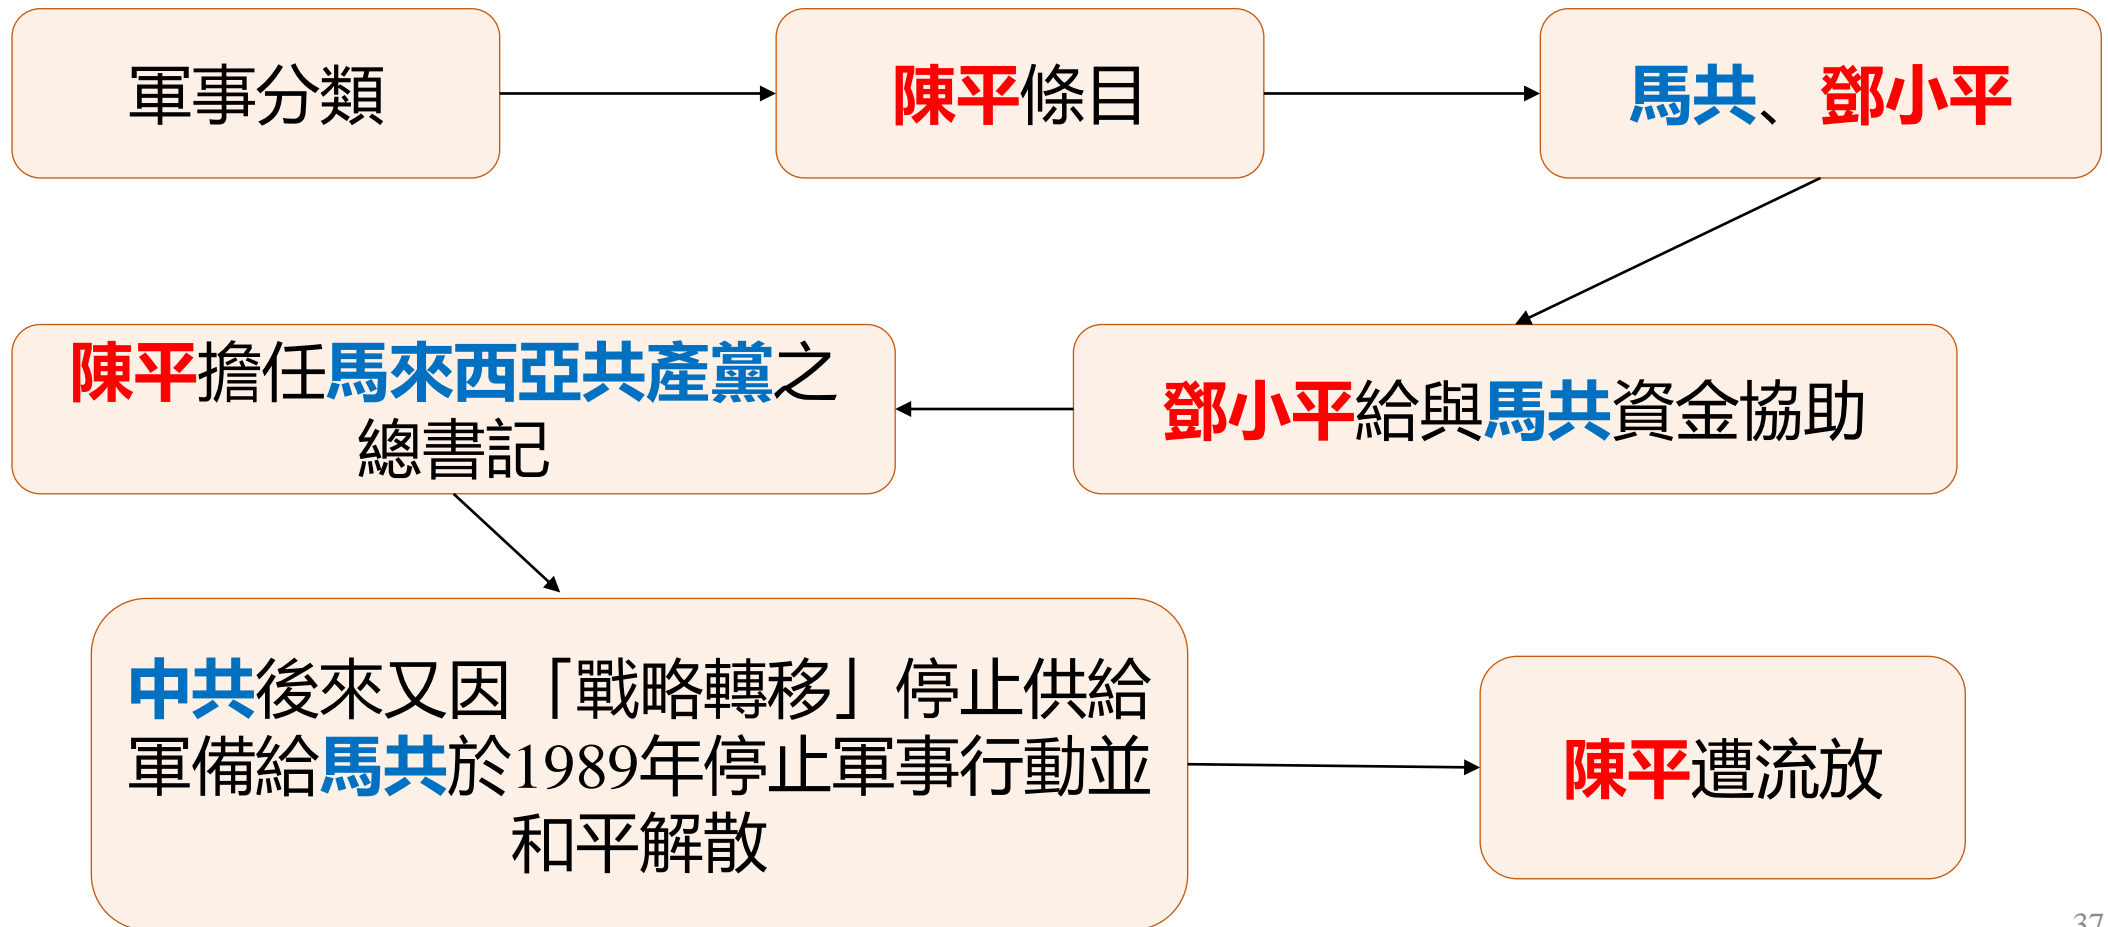 軍事分類
陳平條目
馬共、鄧小平
鄧小平給與馬共資金協助
陳平擔任馬來西亞共產黨之
總書記
中共後來又因「戰略轉移」停止供給
軍備給馬共於1989年停止軍事行動並
和平解散
陳平遭流放
37